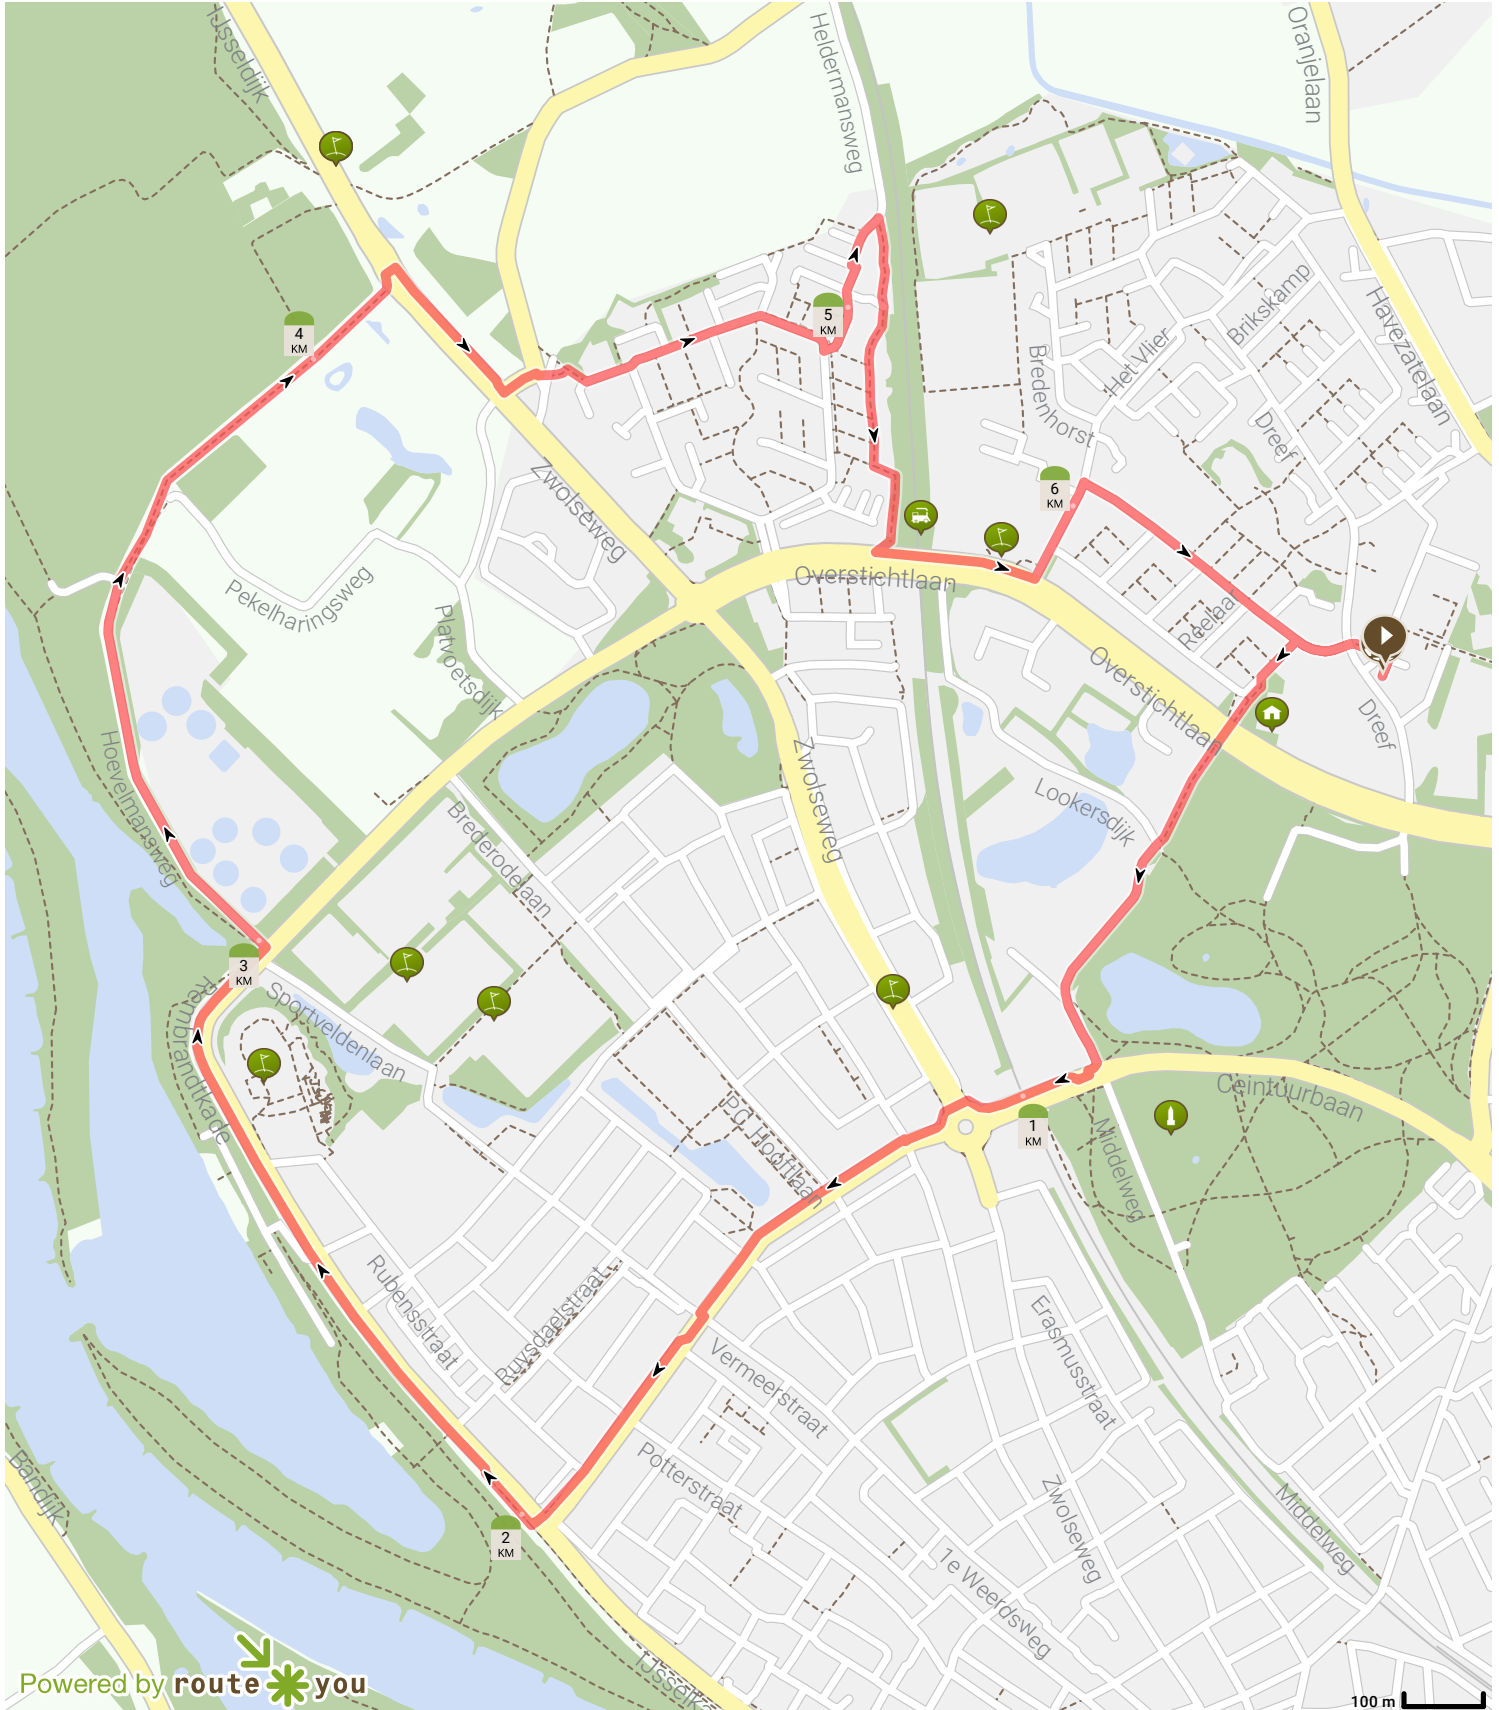 IJsseldijk
Heldermansweg
Oranjelaan
Brikskamp
Havezatelaan
4
KM
5
KM
Het Vlier
Bredenhorst
Dreef
Zwolseweg
6
KM
Pekelharingsweg
Overstichtlaan
Platvoetsdijk
Reelaa
Overstichtlaan
Dreef
Hoevelmansweg
Zwolseweg
Lookersdijk
Brederodelaan
3
KM
Rembrandtkade
Sportveldenlaan
Ceintuurbaan
P.C. Hooftlaan
1
KM
Middelweg
Rubensstraat
Ruysdaelstraat
Erasmusstraat
Vermeerstraat
Potterstraat
Bandijk
Zwolseweg
Middelweg
2
KM
1e Weerdsweg
IJsselka
Powered by routeyou
100 m